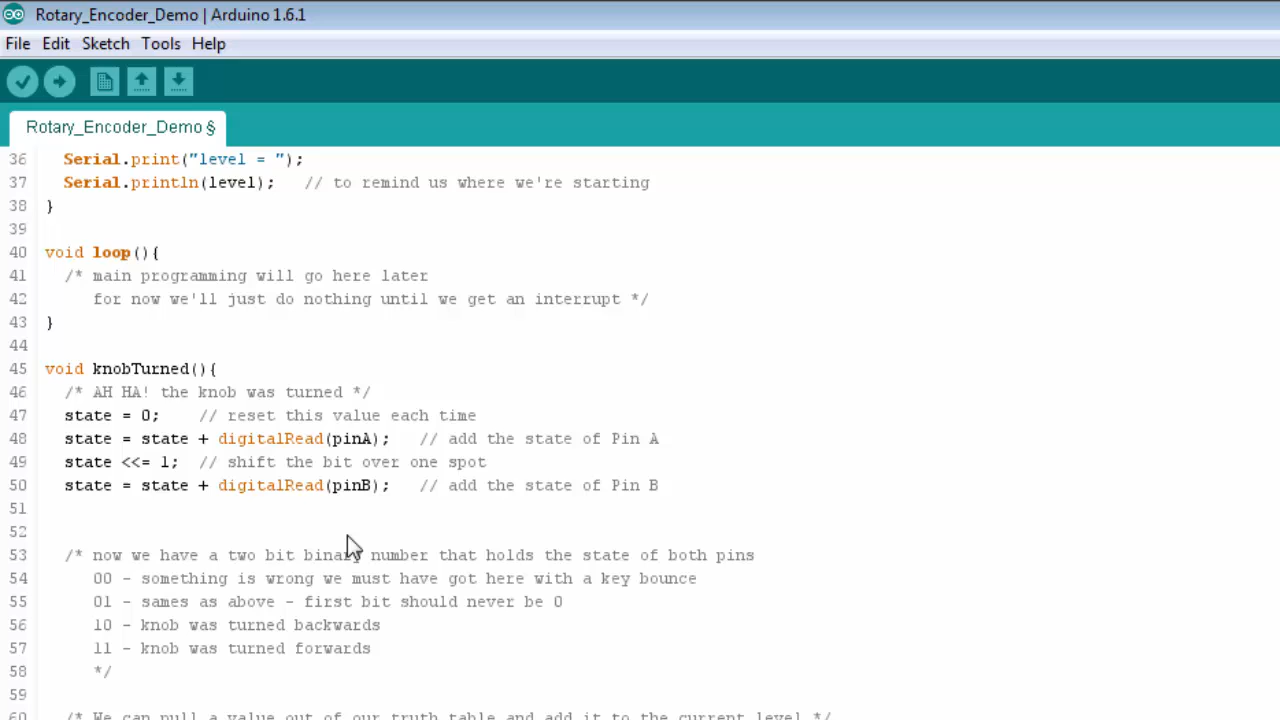 Rotary_Encoder_Demo | Arduino 1.6.1
File Edit Sketch Tools Help
Rotary_Encoder_Demo §
36 Serial.print("level = ");
37 Serial.println(level); // to remind us where we're starting
38 }
39
40 void loop(){
41 /* main programming will go here later
42 for now we'll just do nothing until we get an interrupt */
43 }
44
45 void knobTurned(){
46 /* AH HA! the knob was turned */
47 state = 0; // reset this value each time
48 state = state + digitalRead(pinA); // add the state of Pin A
49 state <<= 1; // shift the bit over one spot
50 state = state + digitalRead(pinB); // add the state of Pin B
51
52
53 /* now we have a two bit binary number that holds the state of both pins
54 00 - something is wrong we must have got here with a key bounce
55 01 - sames as above - first bit should never be 0
56 10 - knob was turned backwards
57 11 - knob was turned forwards
58 */
59
60 /* We can pull a value out of our truth table and add it to the current level */